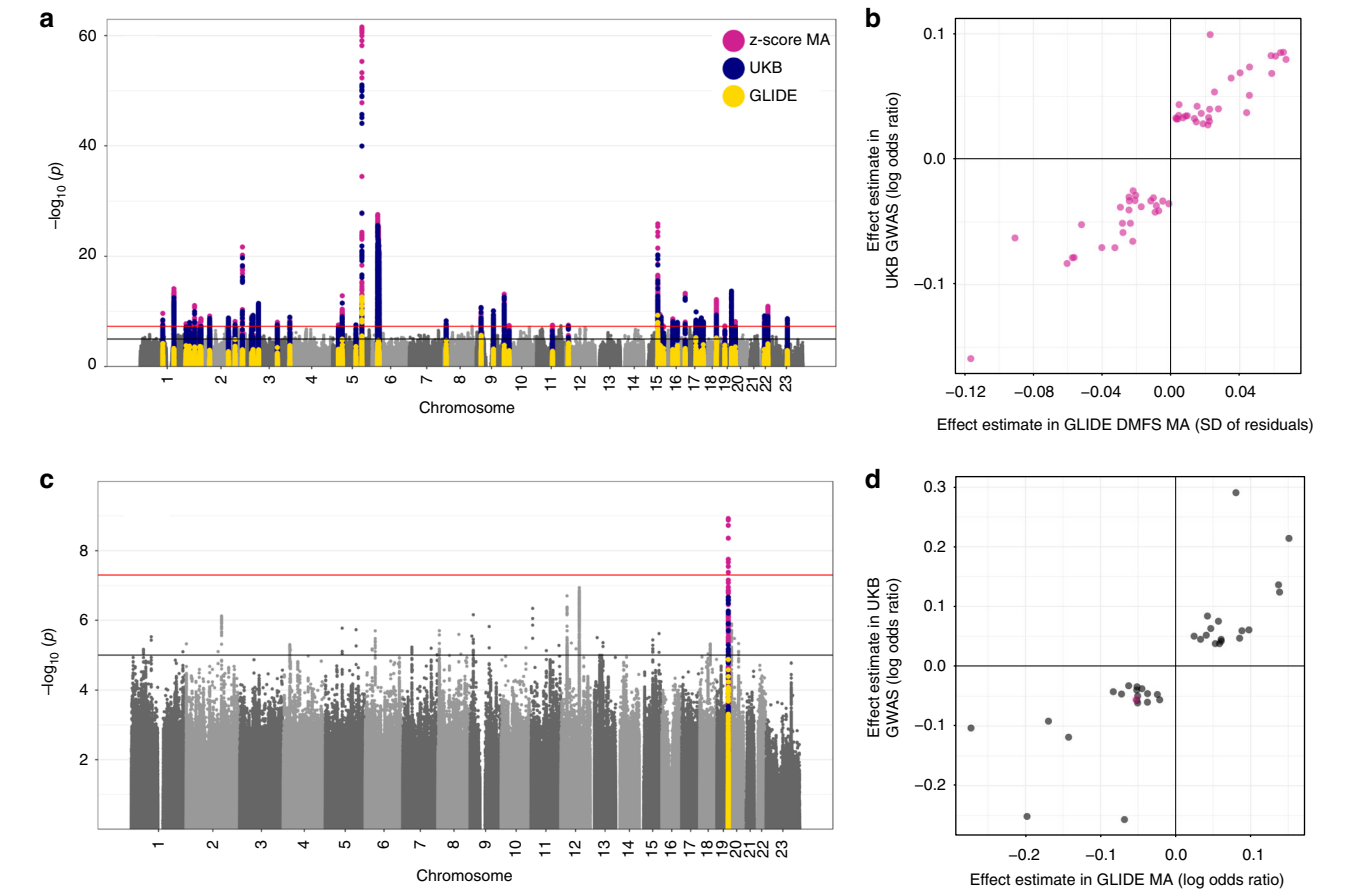 a
60
40
20
0
−log10 (p)
z-score MA
UKB
GLIDE
1 2 3 4 5 6 7 8 9 10 11 12 13 14 15 16 17 18 19 20 21 22 23
Chromosome
b
0.1
0.0
−0.1
Effect estimate in
UKB GWAS (log odds ratio)
−0.12 −0.08 −0.04 0.00 0.04
Effect estimate in GLIDE DMFS MA (SD of residuals)
c
8
6
4
2
−log10 (p)
1 2 3 4 5 6 7 8 9 10 11 12 13 14 15 16 17 18 19 20 21 22 23
Chromosome
d
0.3
0.2
0.1
0.0
−0.1
−0.2
Effect estimate in UKB
GWAS (log odds ratio)
−0.2 −0.1 0.0 0.1
Effect estimate in GLIDE MA (log odds ratio)